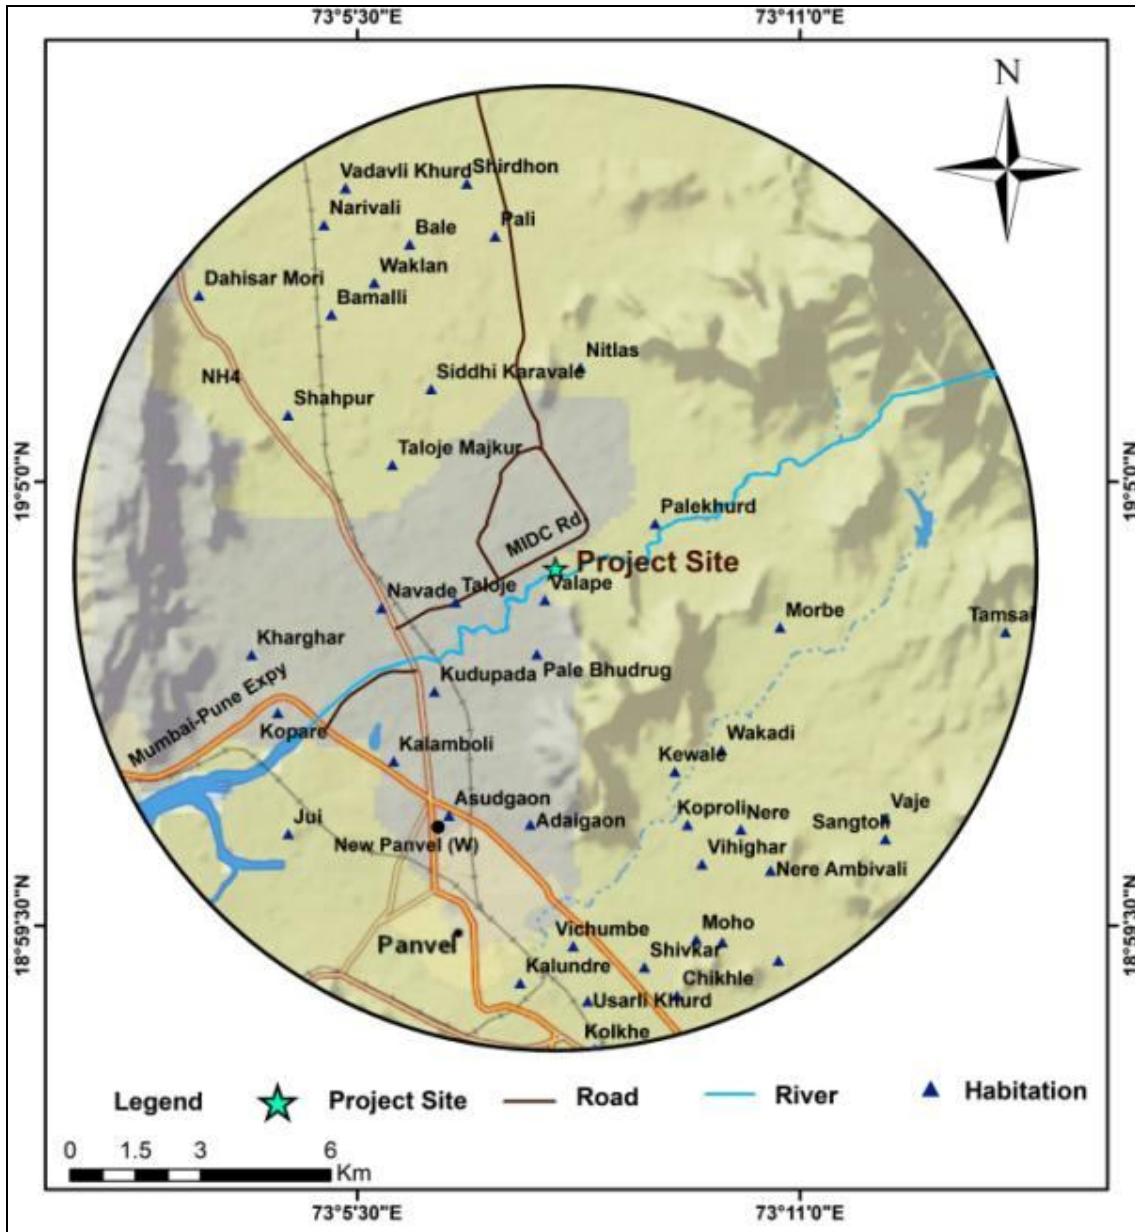 73°5'30"E
73°11'0"E
N
Vadavli Khurd
Shirdhon
Narivali
Pali
Bale
Waklan
Dahisar Mori
Bamalli
Nitlas
NH4
Siddhi Karavale
Shahpur
Taloje Majkur
19°5'0"N
19°5'0"N
Palekhurd
MIDC Rd
Project Site
Navade
Taloje
Valape
Morbe
Tamsai
Kharghar
Kudupada
Pale Bhudrug
Mumbai-Pune Expy
Kopare
Kalamboli
Wakadi
Kewale
Asudgaon
Adaigaon
Koproli
Nere
Vaje
Sangtoli
Jui
New Panvel (W)
Vihighar
Nere Ambivali
18°59'30"N
18°59'30"N
Panvel
Vichumbe
Moho
Shivkar
Kalundre
Chikhle
Usarli Khurd
Kolkhe
Legend
Project Site
Road
River
Habitation
0 1.5 3 6
Km
73°5'30"E
73°11'0"E